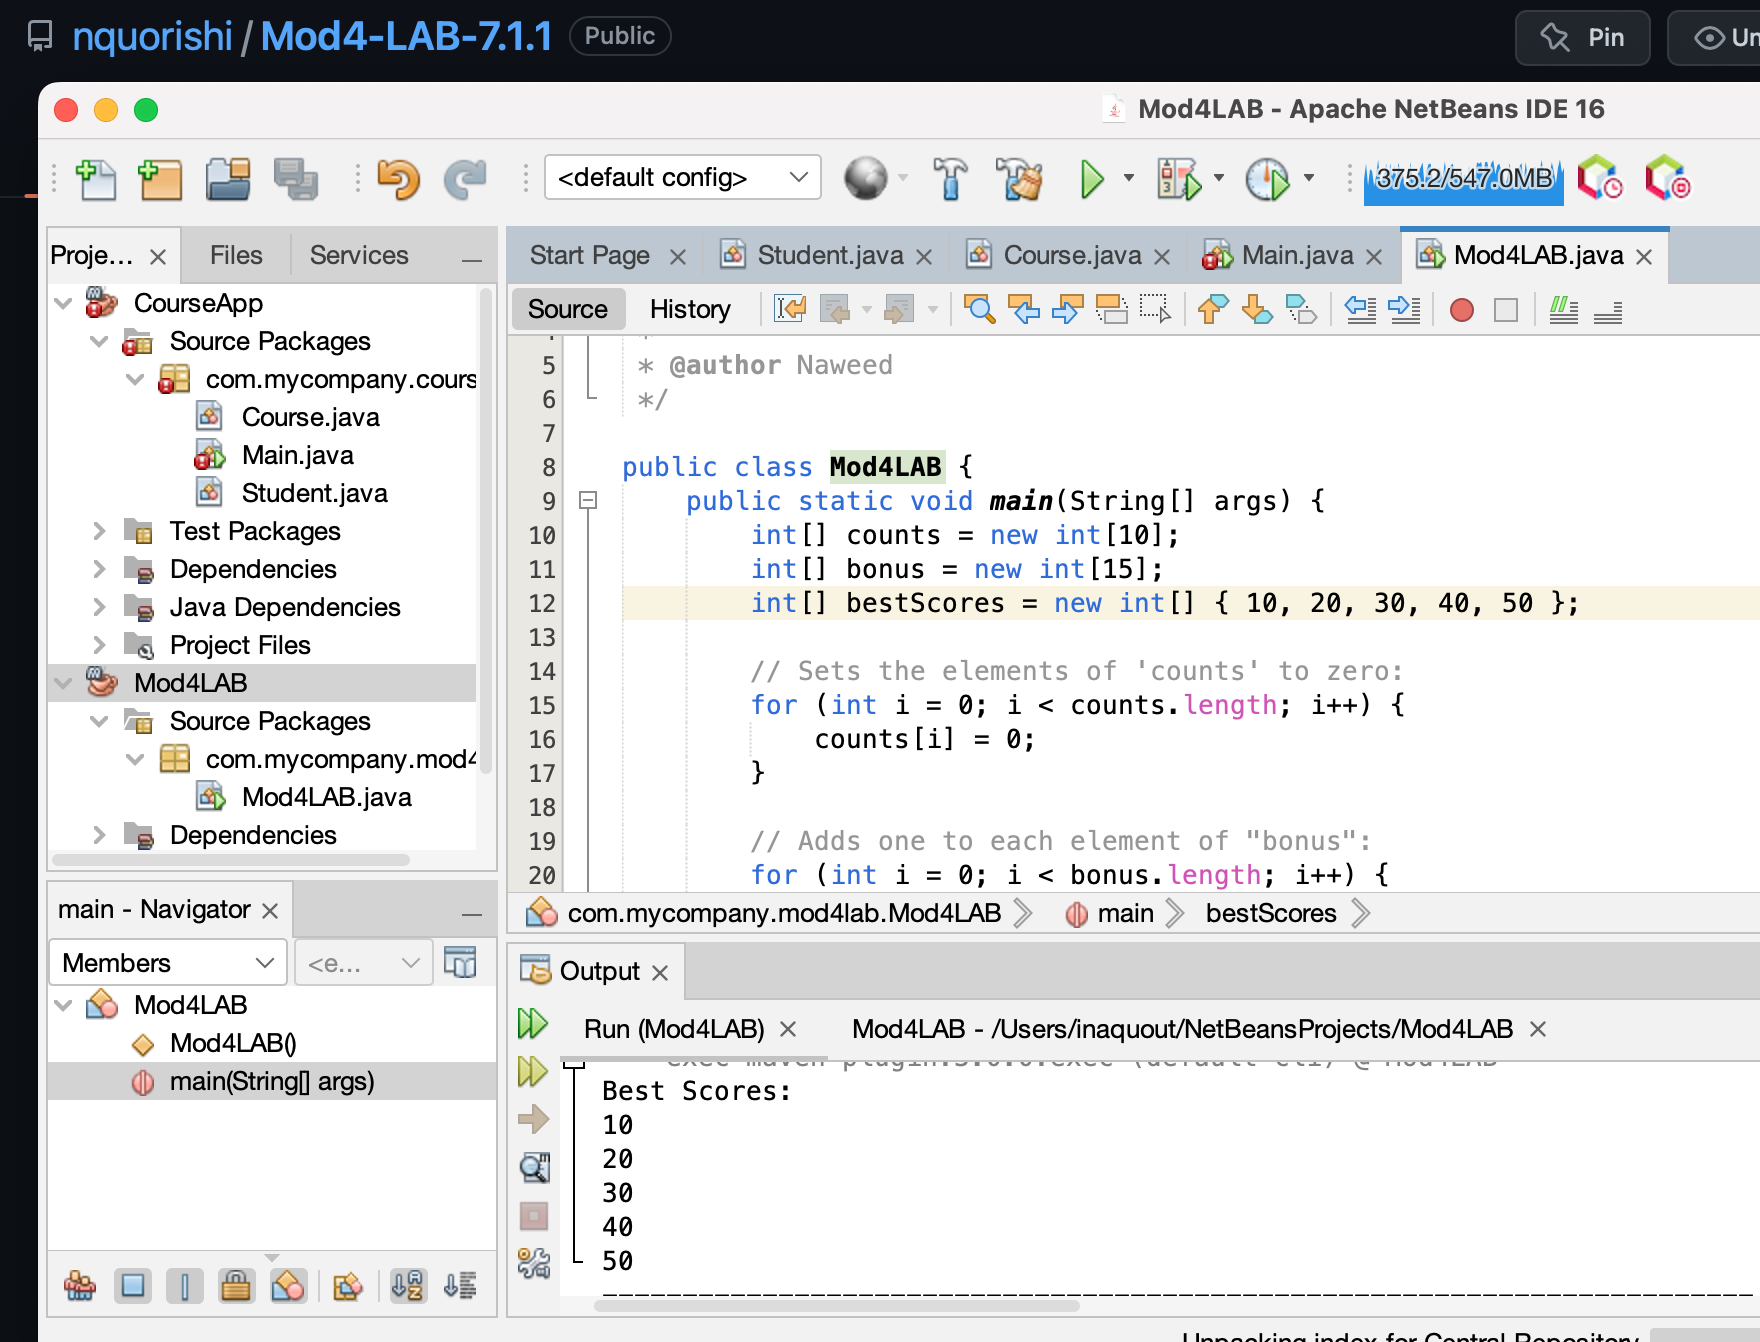 nquorishi / Mod4-LAB-7.1.1 Public Pin Un
Mod4LAB - Apache NetBeans IDE 16
<default config> 375.2/547.0MB
Proje... Files Services
CourseApp
Source Packages
com.mycompany.cours
Course.java
Main.java
Student.java
Test Packages
Dependencies
Java Dependencies
Project Files
Mod4LAB
Source Packages
com.mycompany.mod4
Mod4LAB.java
Dependencies
Start Page Student.java Course.java Main.java Mod4LAB.java
Source History
5 * @author Naweed
6 */
7
8 public class Mod4LAB {
9 public static void main(String[] args) {
10 int[] counts = new int[10];
11 int[] bonus = new int[15];
12 int[] bestScores = new int[] { 10, 20, 30, 40, 50 };
13
14 // Sets the elements of 'counts' to zero:
15 for (int i = 0; i < counts.length; i++) {
16 counts[i] = 0;
17 }
18
19 // Adds one to each element of "bonus":
20 for (int i = 0; i < bonus.length; i++) {
com.mycompany.mod4lab.Mod4LAB main bestScores
main - Navigator
Members <e...
Mod4LAB
Mod4LAB()
main(String[] args)
Output
Run (Mod4LAB) Mod4LAB - /Users/inaquout/NetBeansProjects/Mod4LAB
Best Scores:
10
20
30
40
50
------------------------------------------------------------------------
Unpacking index for Central Repository